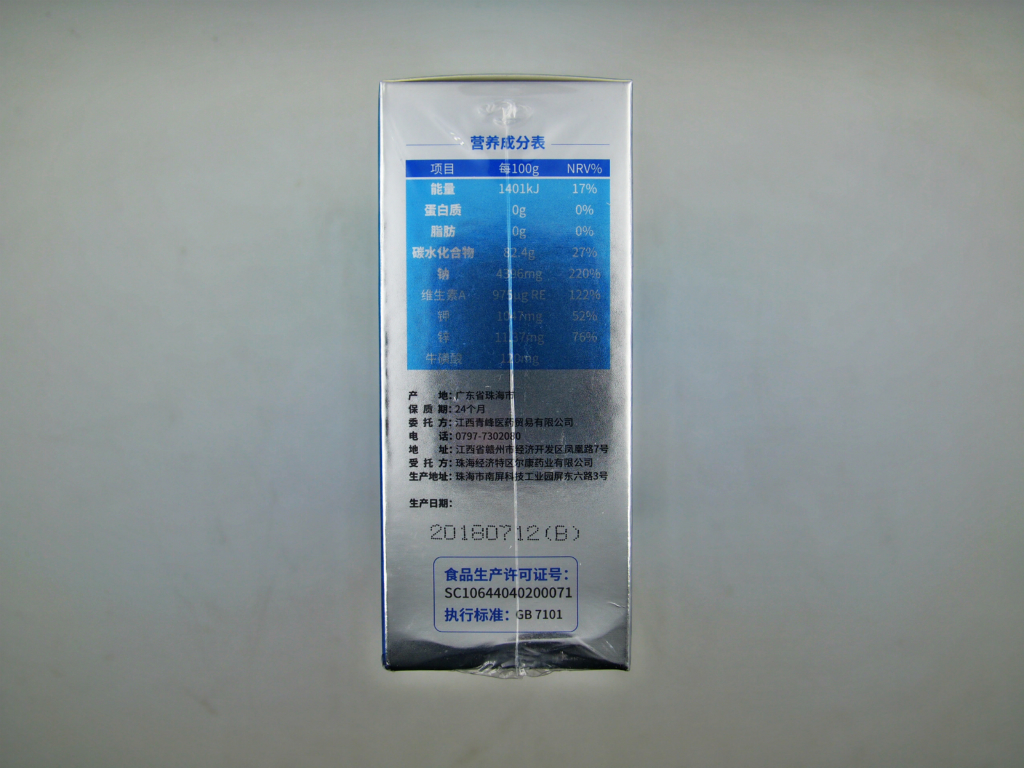 营养成分表
项目 每100g NRV%
能量 1401kJ 17%
蛋白质 0g 0%
脂肪 0g 0%
碳水化合物 82.4g 27%
钠 4396mg 220%
维生素A 975μg RE 122%
钾 1047mg 52%
锌 11.37mg 76%
牛磺酸 120mg
产 地：广东省珠海市
保质期：24个月
委托方：江西青峰医药贸易有限公司
电 话：0797-7302080
地 址：江西省赣州市经济开发区凤凰路7号
受托方：珠海经济特区尔康药业有限公司
生产地址：珠海市南屏科技工业园屏东六路3号
生产日期：
20180712(B)
食品生产许可证号：
SC10644040200071
执行标准：GB 7101